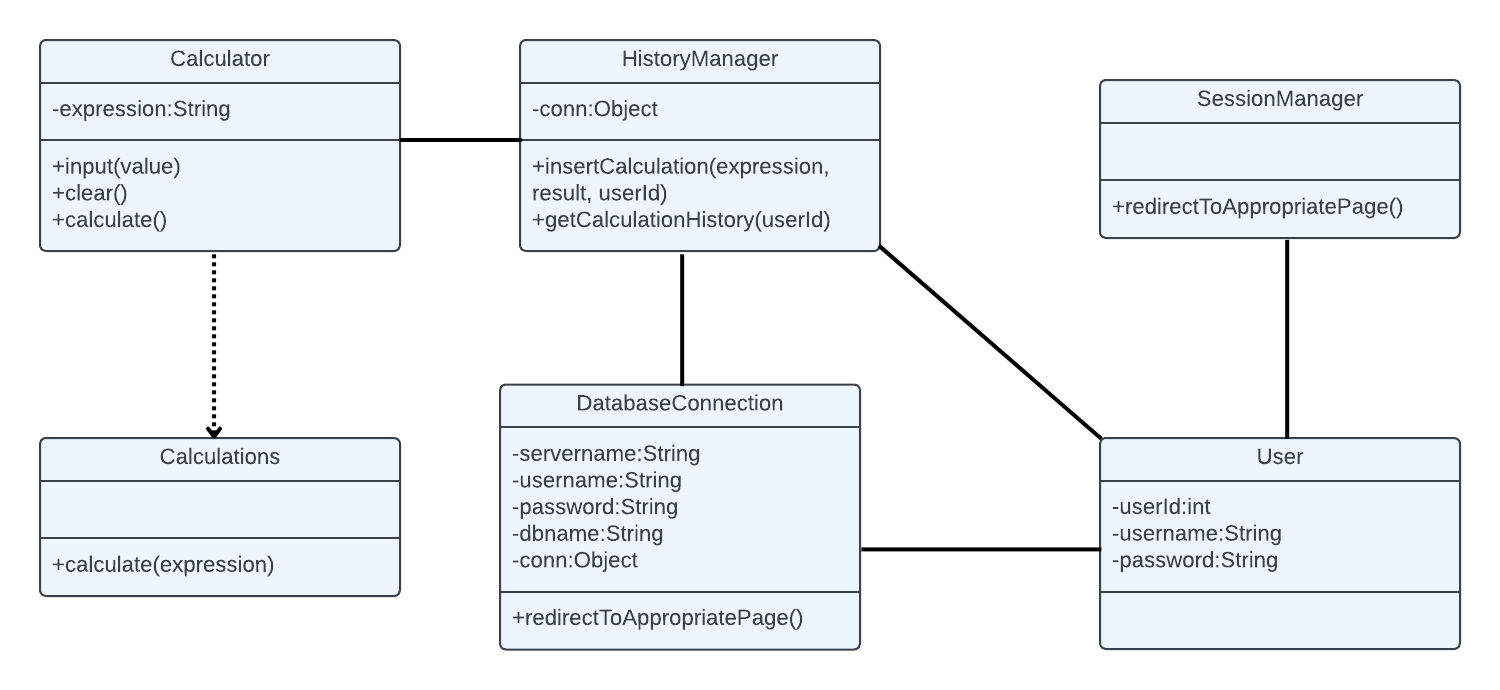 Calculator
-expression:String
+input(value)
+clear()
+calculate()
HistoryManager
-conn:Object
+insertCalculation(expression,
result, userId)
+getCalculationHistory(userId)
SessionManager
+redirectToAppropriatePage()
Calculations
+calculate(expression)
DatabaseConnection
-servername:String
-username:String
-password:String
-dbname:String
-conn:Object
+redirectToAppropriatePage()
User
-userId:int
-username:String
-password:String